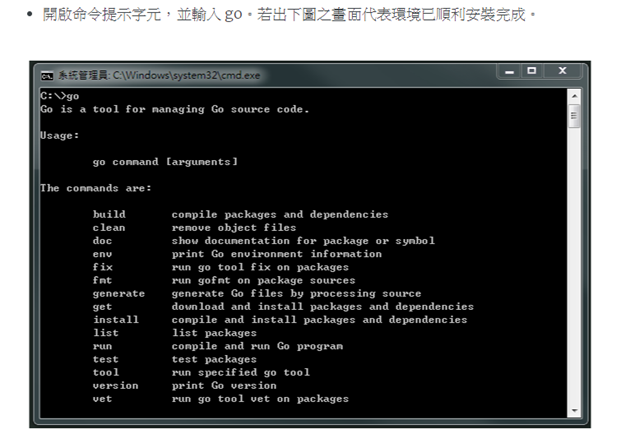 • 開啟命令提示字元，並輸入 go。若出下圖之畫面代表環境已順利安裝完成。
系統管理員: C:\Windows\system32\cmd.exe
C:\>go
Go is a tool for managing Go source code.
Usage:
go command [arguments]
The commands are:
build compile packages and dependencies
clean remove object files
doc show documentation for package or symbol
env print Go environment information
fix run go tool fix on packages
fmt run gofmt on package sources
generate generate Go files by processing source
get download and install packages and dependencies
install compile and install packages and dependencies
list list packages
run compile and run Go program
test test packages
tool run specified go tool
version print Go version
vet run go tool vet on packages